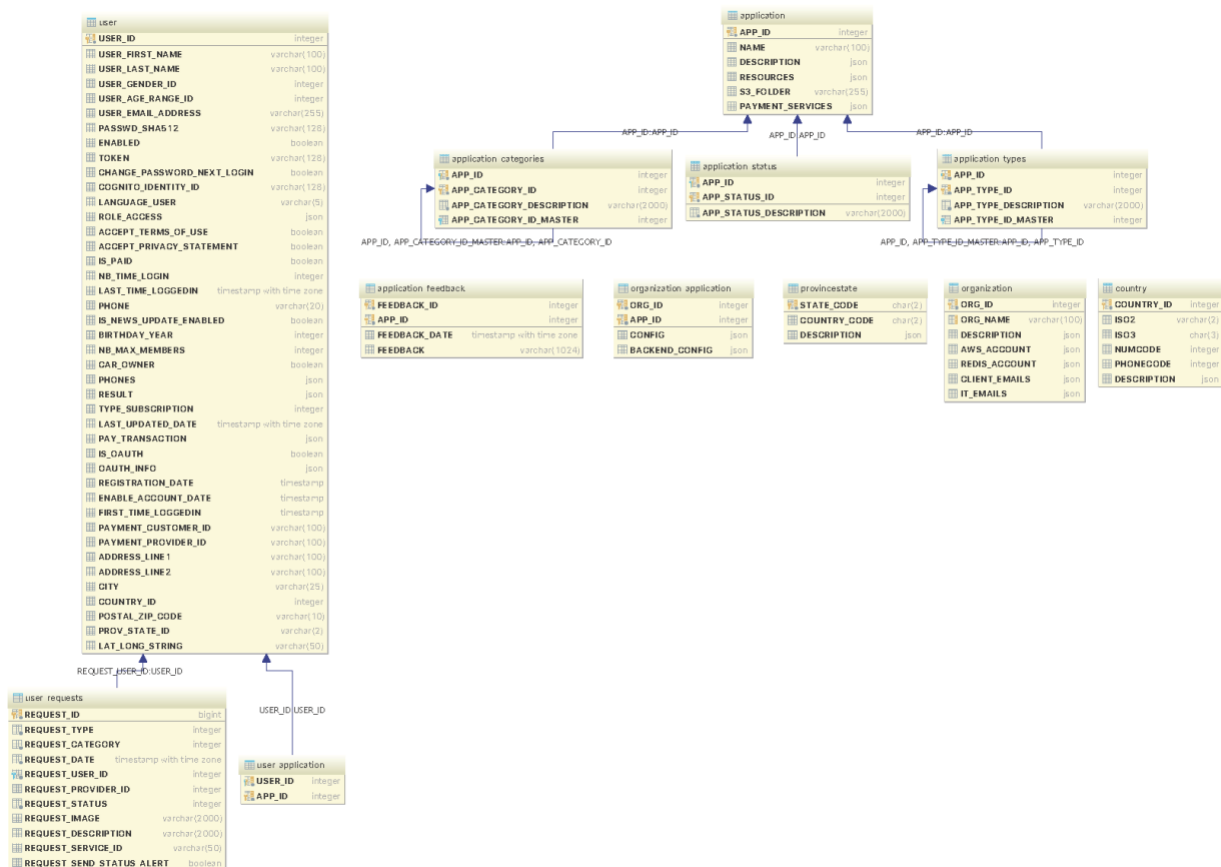 user
USER_ID integer
USER_FIRST_NAME varchar(100)
USER_LAST_NAME varchar(100)
USER_GENDER_ID integer
USER_AGE_RANGE_ID integer
USER_EMAIL_ADDRESS varchar(255)
PASSWD_SHA512 varchar(128)
ENABLED boolean
TOKEN varchar(128)
CHANGE_PASSWORD_NEXT_LOGIN boolean
COGNITO_IDENTITY_ID varchar(128)
LANGUAGE_USER varchar(5)
ROLE_ACCESS json
ACCEPT_TERMS_OF_USE boolean
ACCEPT_PRIVACY_STATEMENT boolean
IS_PAID boolean
NB_TIME_LOGIN integer
LAST_TIME_LOGGEDIN timestamp with time zone
PHONE varchar(20)
IS_NEWS_UPDATE_ENABLED boolean
BIRTHDAY_YEAR integer
NB_MAX_MEMBERS integer
CAR_OWNER boolean
PHONES json
RESULT json
TYPE_SUBSCRIPTION integer
LAST_UPDATED_DATE timestamp with time zone
PAY_TRANSACTION json
IS_OAUTH boolean
OAUTH_INFO json
REGISTRATION_DATE timestamp
ENABLE_ACCOUNT_DATE timestamp
FIRST_TIME_LOGGEDIN timestamp
PAYMENT_CUSTOMER_ID varchar(100)
PAYMENT_PROVIDER_ID varchar(100)
ADDRESS_LINE1 varchar(100)
ADDRESS_LINE2 varchar(100)
CITY varchar(25)
COUNTRY_ID integer
POSTAL_ZIP_CODE varchar(10)
PROV_STATE_ID varchar(2)
LAT_LONG_STRING varchar(50)
REQUEST_USER_ID:USER_ID
user requests
REQUEST_ID bigint
REQUEST_TYPE integer
REQUEST_CATEGORY integer
REQUEST_DATE timestamp with time zone
REQUEST_USER_ID integer
REQUEST_PROVIDER_ID integer
REQUEST_STATUS integer
REQUEST_IMAGE varchar(2000)
REQUEST_DESCRIPTION varchar(2000)
REQUEST_SERVICE_ID varchar(50)
REQUEST_SEND_STATUS_ALERT boolean
USER_ID:USER_ID
user application
USER_ID integer
APP_ID integer
application
APP_ID integer
NAME varchar(100)
DESCRIPTION json
RESOURCES json
S3_FOLDER varchar(255)
PAYMENT_SERVICES json
APP_ID:APP_ID
APP_ID:APP_ID
APP_ID:APP_ID
application categories
APP_ID integer
APP_CATEGORY_ID integer
APP_CATEGORY_DESCRIPTION varchar(2000)
APP_CATEGORY_ID_MASTER integer
APP_ID, APP_CATEGORY_ID_MASTER:APP_ID, APP_CATEGORY_ID
application status
APP_ID integer
APP_STATUS_ID integer
APP_STATUS_DESCRIPTION varchar(2000)
application types
APP_ID integer
APP_TYPE_ID integer
APP_TYPE_DESCRIPTION varchar(2000)
APP_TYPE_ID_MASTER integer
APP_ID, APP_TYPE_ID_MASTER:APP_ID, APP_TYPE_ID
application feedback
FEEDBACK_ID integer
APP_ID integer
FEEDBACK_DATE timestamp with time zone
FEEDBACK varchar(1024)
organization application
ORG_ID integer
APP_ID integer
CONFIG json
BACKEND_CONFIG json
provincestate
STATE_CODE char(2)
COUNTRY_CODE char(2)
DESCRIPTION json
organization
ORG_ID integer
ORG_NAME varchar(100)
DESCRIPTION json
AWS_ACCOUNT json
REDIS_ACCOUNT json
CLIENT_EMAILS json
IT_EMAILS json
country
COUNTRY_ID integer
ISO2 varchar(2)
ISO3 char(3)
NUMCODE integer
PHONECODE integer
DESCRIPTION json